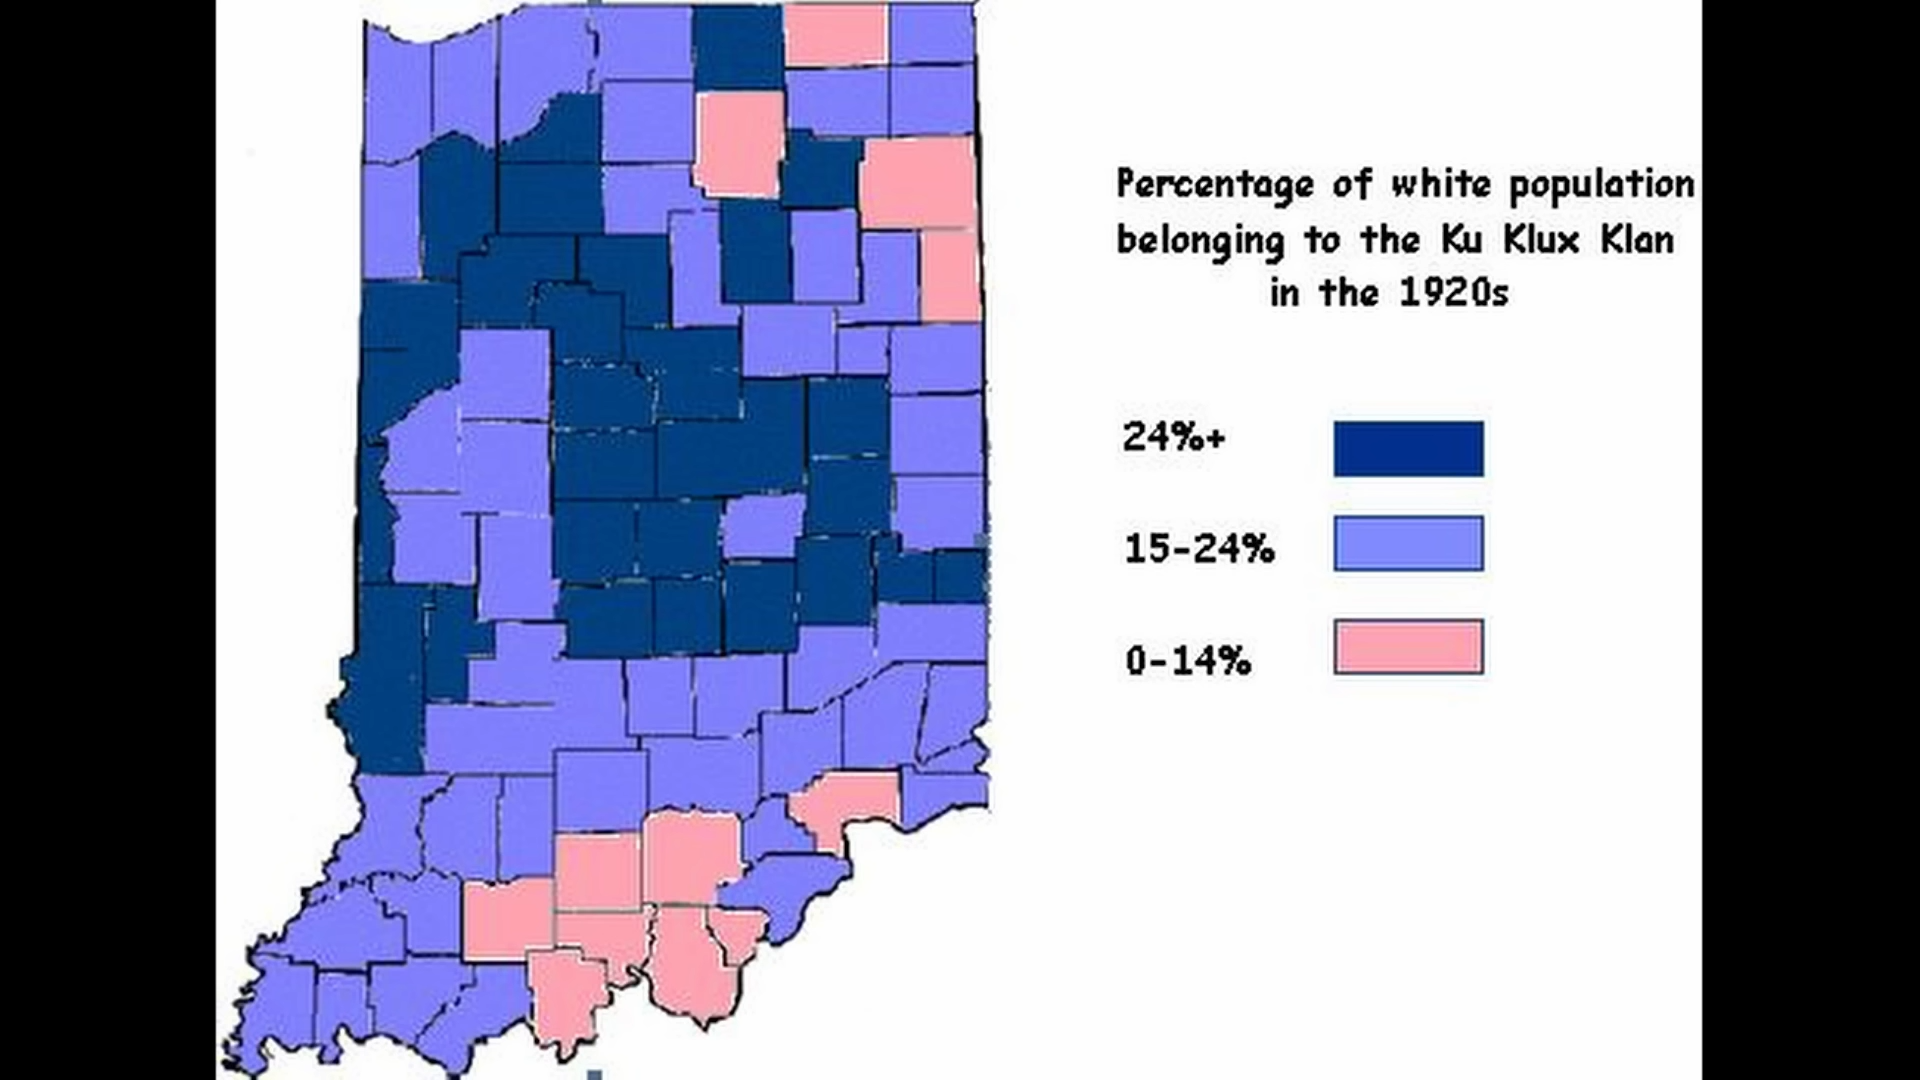 Percentage of white population
belonging to the Ku Klux Klan
in the 1920s
24%+
15-24%
0-14%